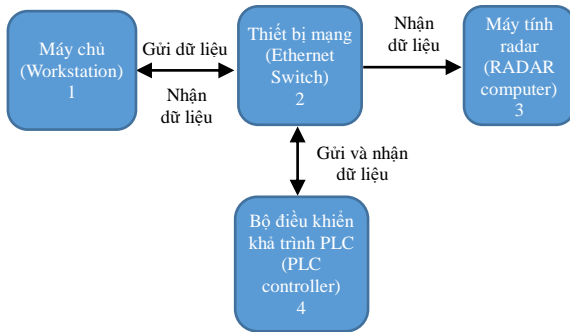 Máy chủ
(Workstation)
1
Gửi dữ liệu
Nhận
dữ liệu
Thiết bị mạng
(Ethernet
Switch)
2
Nhận
dữ liệu
Máy tính
radar
(RADAR
computer)
3
Gửi và nhận
dữ liệu
Bộ điều khiển
khả trình PLC
(PLC
controller)
4